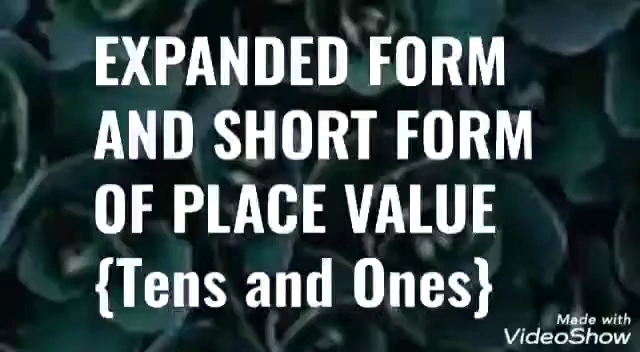 EXPANDED FORM
AND SHORT FORM
OF PLACE VALUE
{Tens and Ones}
Made with
VideoShow